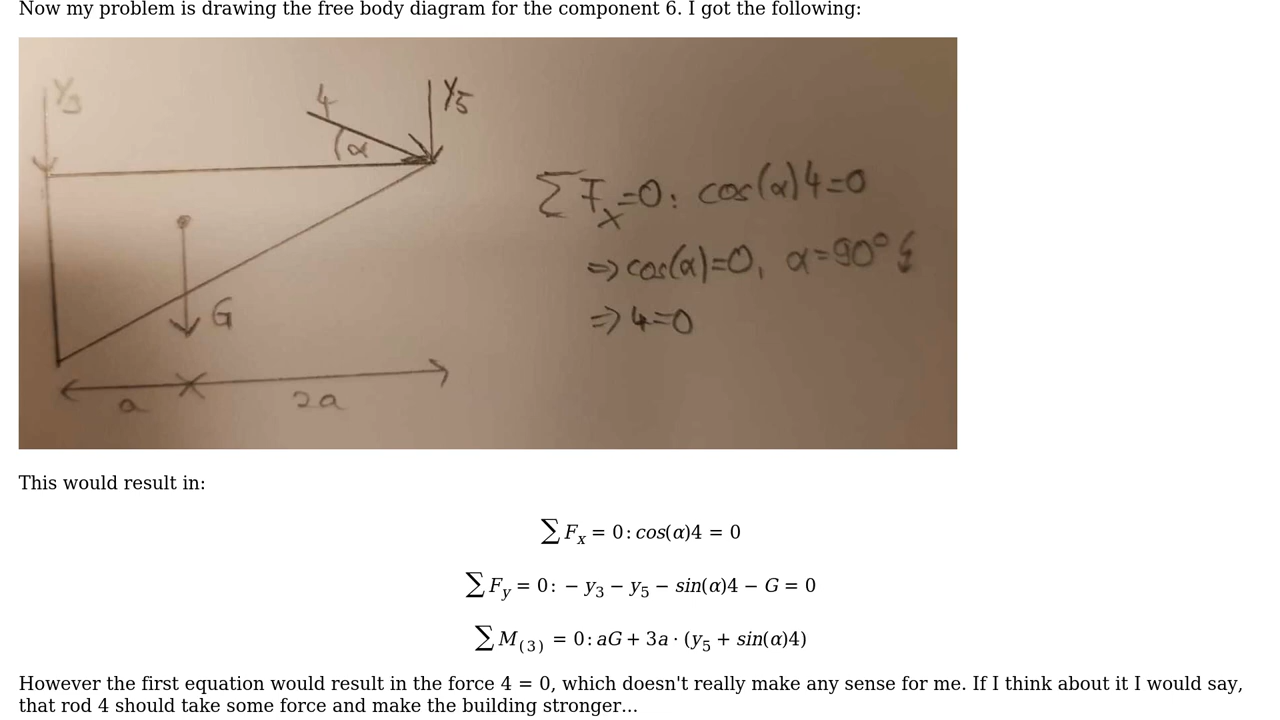 Now my problem is drawing the free body diagram for the component 6. I got the following:
y₃
4
y₅
α
G
a
2a
∑F_x=0: cos(α)4=0
⇒ cos(α)=0, α=90° ↯
⇒ 4=0
This would result in:
∑ F_x = 0: cos(α)4 = 0
∑ F_y = 0: − y₃ − y₅ − sin(α)4 − G = 0
∑ M_(3) = 0: aG + 3a · (y₅ + sin(α)4)
However the first equation would result in the force 4 = 0, which doesn't really make any sense for me. If I think about it I would say,
that rod 4 should take some force and make the building stronger...